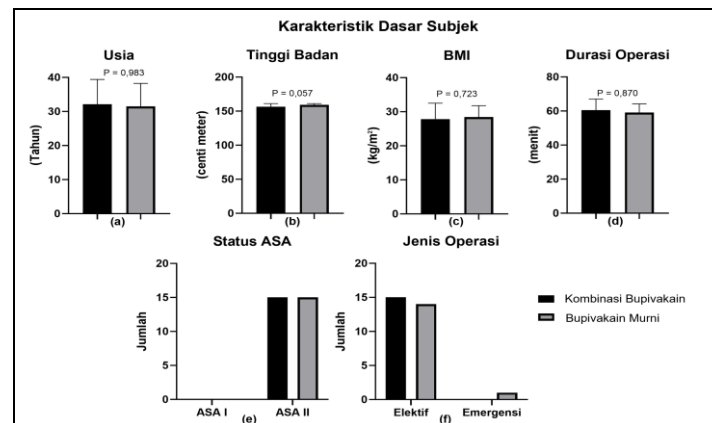 Karakteristik Dasar Subjek
Usia
P = 0,983
(Tahun)
40
30
20
10
0
(a)
Tinggi Badan
P = 0,057
(centi meter)
200
150
100
50
0
(b)
BMI
P = 0,723
(kg/m²)
40
30
20
10
0
(c)
Durasi Operasi
P = 0,870
(menit)
80
60
40
20
0
(d)
Status ASA
Jumlah
20
15
10
5
0
ASA I
(e)
ASA II
Jenis Operasi
Jumlah
20
15
10
5
0
Elektif
(f)
Emergensi
Kombinasi Bupivakain
Bupivakain Murni